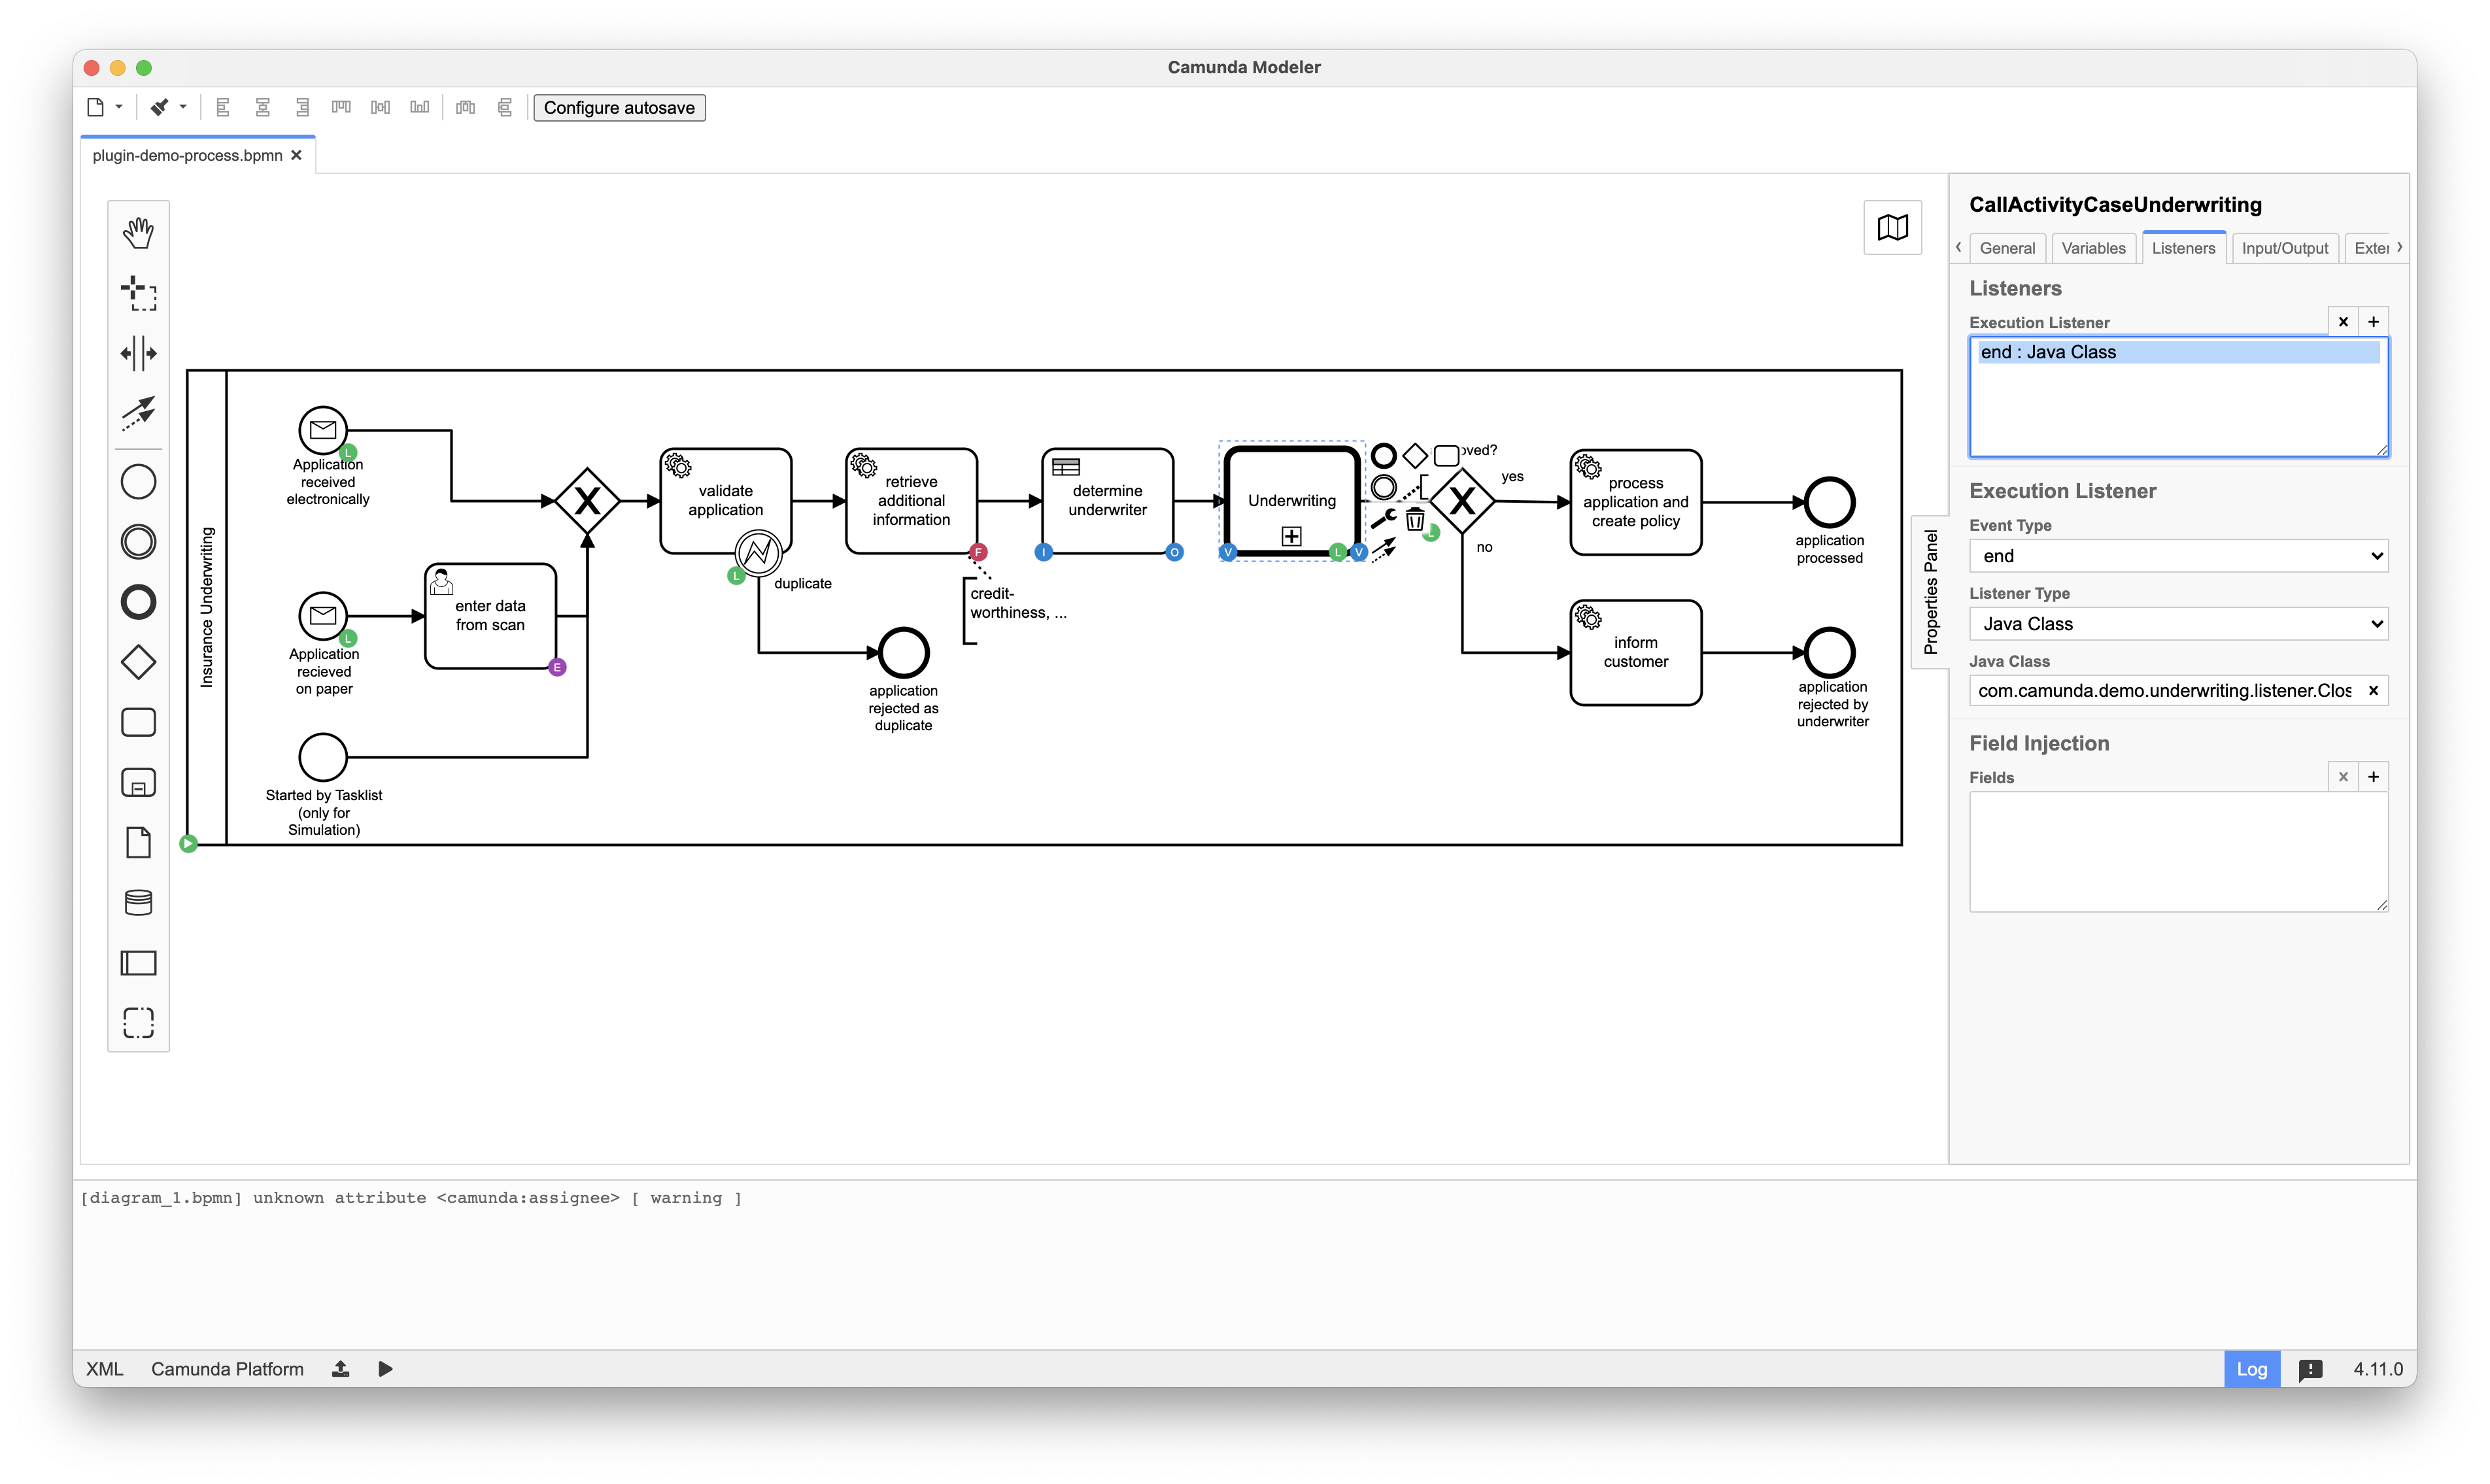 Camunda Modeler
Configure autosave
plugin-demo-process.bpmn
Insurance Underwriting
Application
received
electronically
L
Application
recieved
on paper
L
Started by Tasklist
(only for
Simulation)
enter data
from scan
E
X
validate
application
L
duplicate
application
rejected as
duplicate
retrieve
additional
information
F
credit-
worthiness, ...
determine
underwriter
I
O
Underwriting
V
L
V
L
X
yes
no
process
application and
create policy
application
processed
inform
customer
application
rejected by
underwriter
Properties Panel
CallActivityCaseUnderwriting
General
Variables
Listeners
Input/Output
Listeners
Execution Listener
end : Java Class
Execution Listener
Event Type
end
Listener Type
Java Class
Java Class
com.camunda.demo.underwriting.listener.Clos
Field Injection
Fields
[diagram_1.bpmn] unknown attribute <camunda:assignee> [ warning ]
XML
Camunda Platform
Log
4.11.0